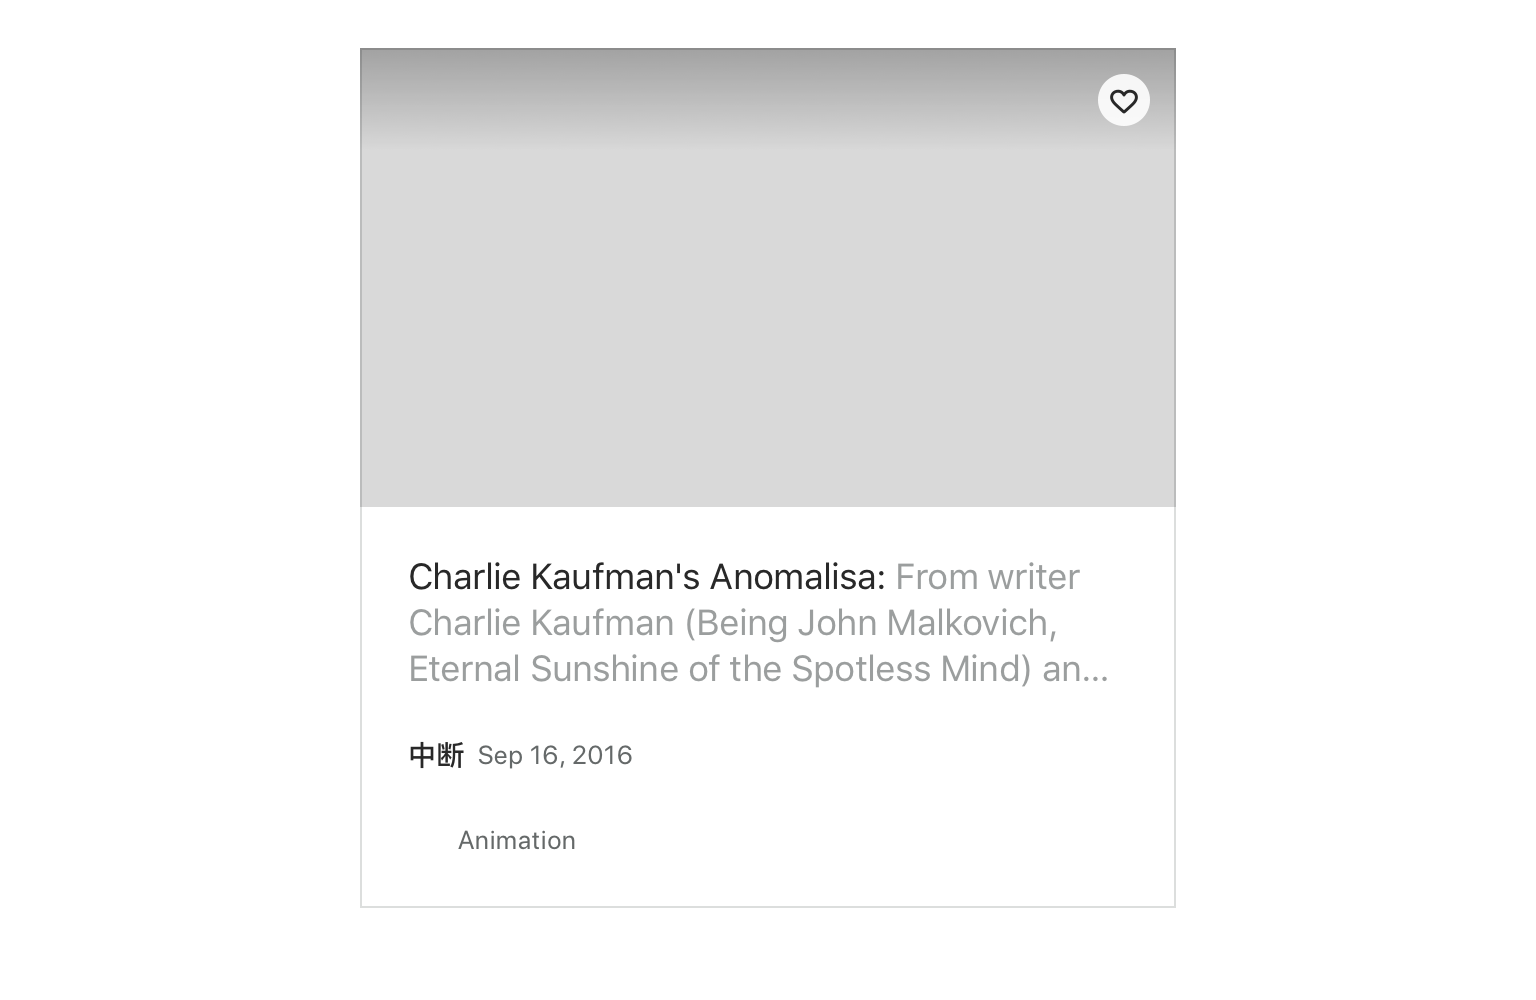 Charlie Kaufman's Anomalisa: From writer
Charlie Kaufman (Being John Malkovich,
Eternal Sunshine of the Spotless Mind) an...
中断 Sep 16, 2016
Animation